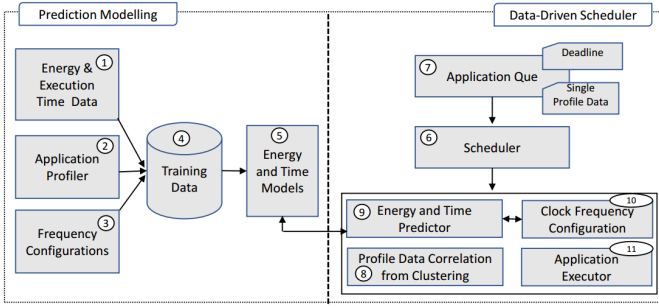 Prediction Modelling
Data-Driven Scheduler
1
Energy &
Execution
Time Data
2
Application
Profiler
3
Frequency
Configurations
4
Training
Data
5
Energy
and Time
Models
Deadline
7
Application Que
Single
Profile Data
6
Scheduler
9
Energy and Time
Predictor
10
Clock Frequency
Configuration
Profile Data Correlation
8
from Clustering
11
Application
Executor